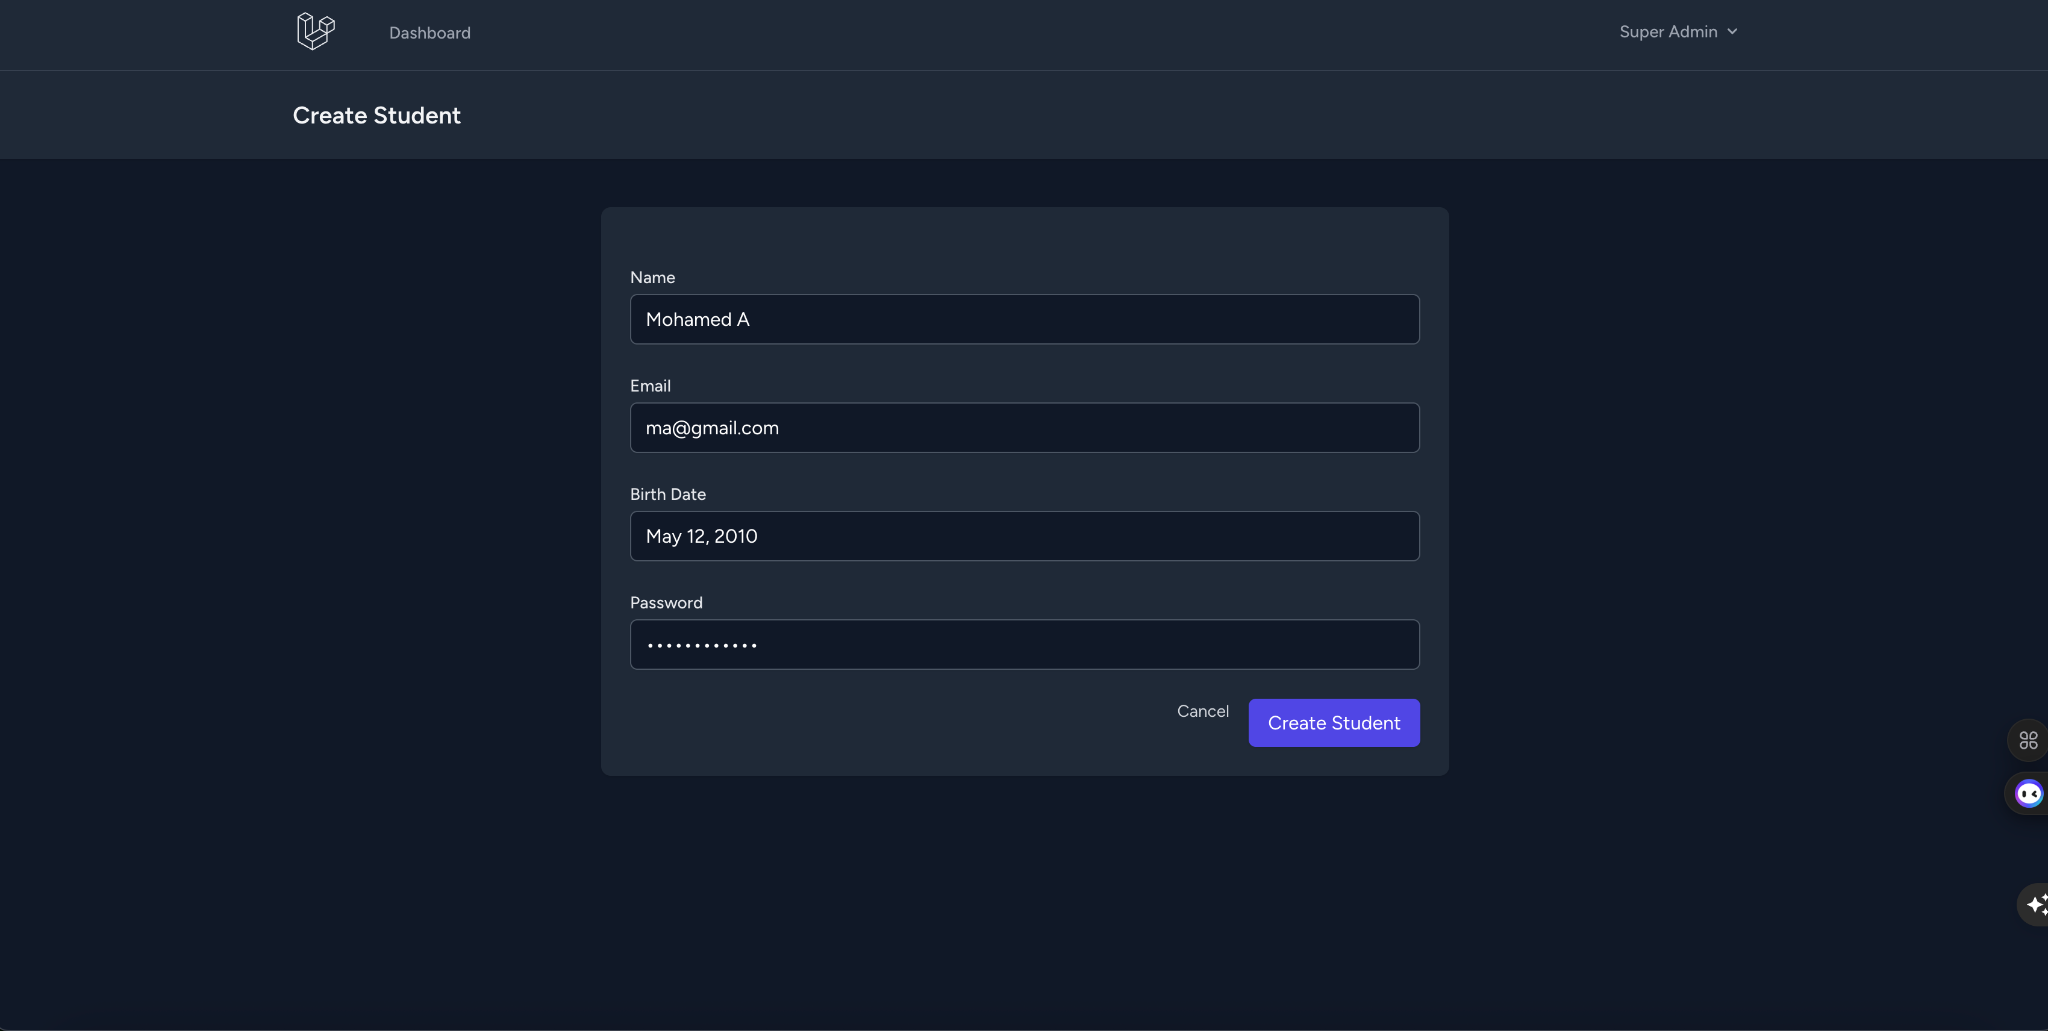 Dashboard
Super Admin
Create Student
Name
Mohamed A
Email
ma@gmail.com
Birth Date
May 12, 2010
Password
••••••••••••
Cancel
Create Student